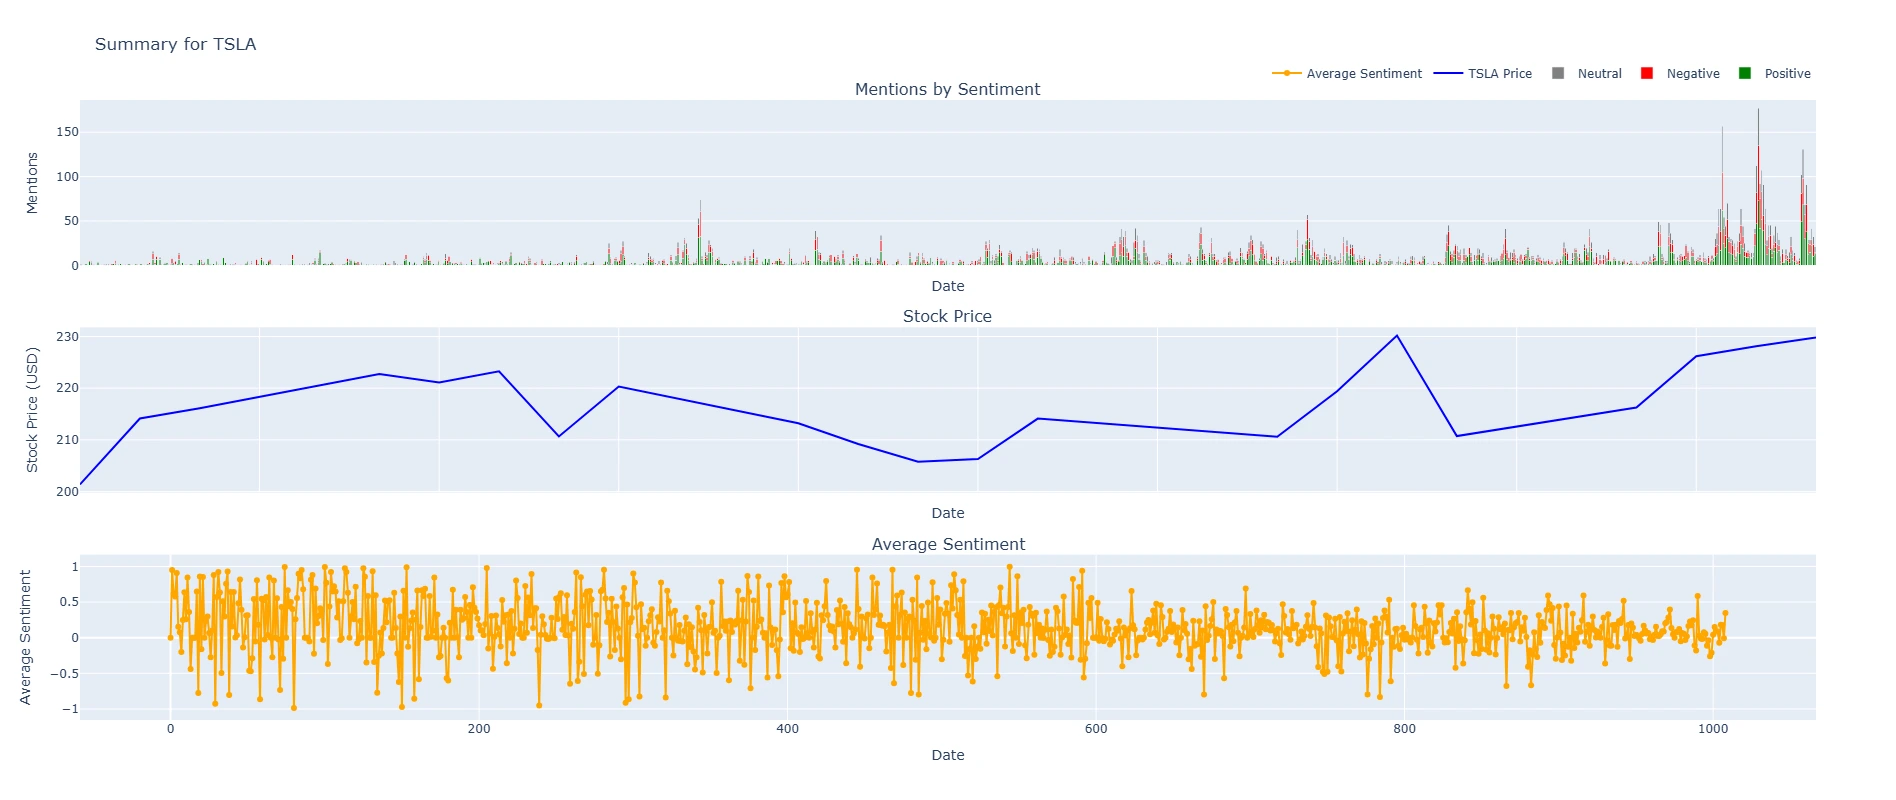 Summary for TSLA
Average Sentiment TSLA Price Neutral Negative Positive
Mentions by Sentiment
150
100
50
0
Mentions
Date
Stock Price
230
220
210
200
Stock Price (USD)
Date
Average Sentiment
1
0.5
0
−0.5
−1
Average Sentiment
0 200 400 600 800 1000
Date